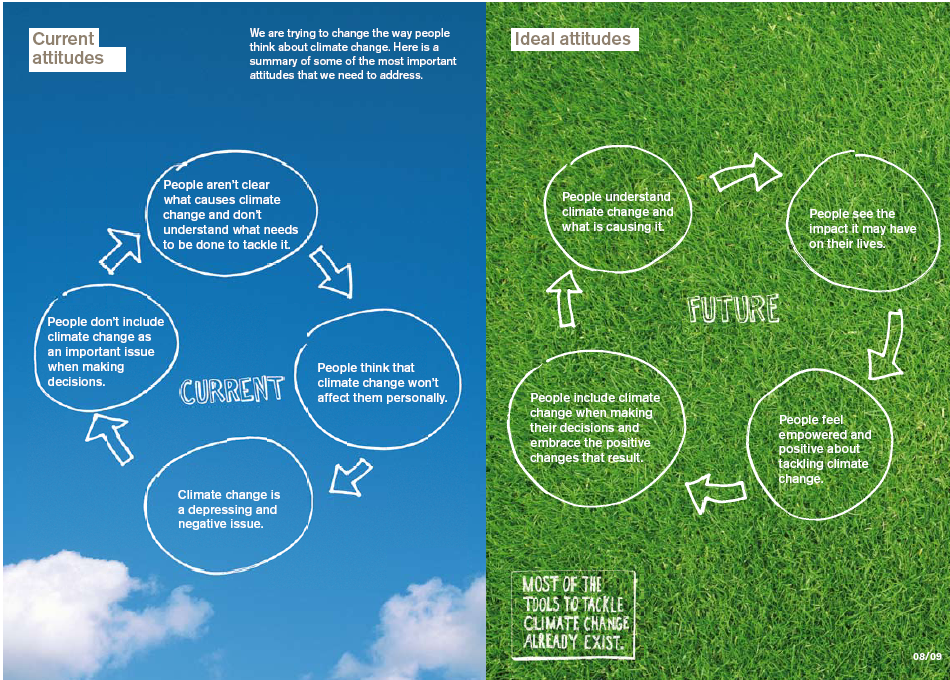 Current
attitudes
We are trying to change the way people
think about climate change. Here is a
summary of some of the most important
attitudes that we need to address.
People aren't clear
what causes climate
change and don't
understand what needs
to be done to tackle it.
People think that
climate change won't
affect them personally.
Climate change is
a depressing and
negative issue.
People don't include
climate change as
an important issue
when making
decisions.
CURRENT
Ideal attitudes
People understand
climate change and
what is causing it.
People see the
impact it may have
on their lives.
People feel
empowered and
positive about
tackling climate
change.
People include climate
change when making
their decisions and
embrace the positive
changes that result.
FUTURE
MOST OF THE
TOOLS TO TACKLE
CLIMATE CHANGE
ALREADY EXIST.
08/09